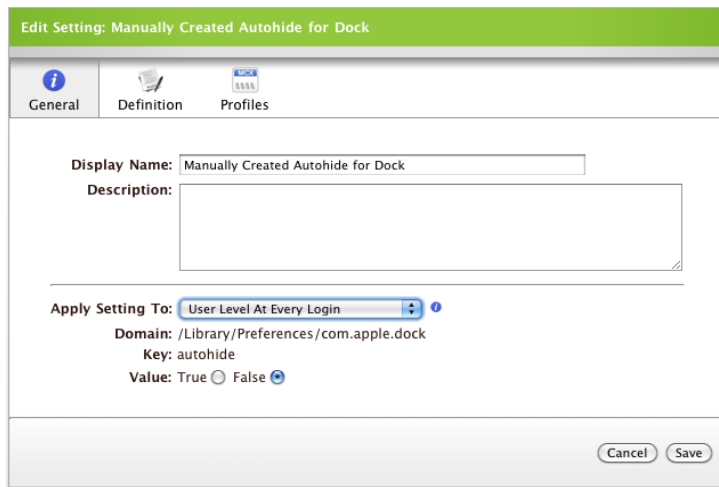 Edit Setting: Manually Created Autohide for Dock
MCX
General Definition Profiles
Display Name: Manually Created Autohide for Dock
Description:
Apply Setting To: User Level At Every Login
Domain: /Library/Preferences/com.apple.dock
Key: autohide
Value: True False
Cancel Save